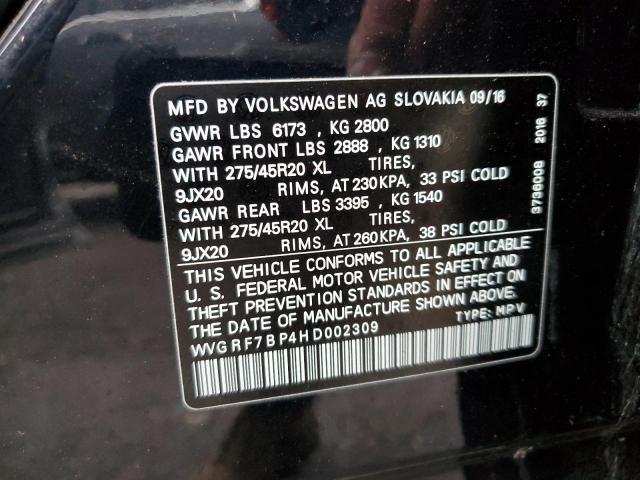 MFD BY VOLKSWAGEN AG SLOVAKIA 09/16
GVWR LBS 6173 , KG 2800
GAWR FRONT LBS 2888 , KG 1310
WITH 275/45R20 XL TIRES,
9JX20 RIMS, AT 230KPA, 33 PSI COLD
GAWR REAR LBS 3395 , KG 1540
WITH 275/45R20 XL TIRES,
9JX20 RIMS, AT 260KPA, 38 PSI COLD
THIS VEHICLE CONFORMS TO ALL APPLICABLE
U. S. FEDERAL MOTOR VEHICLE SAFETY AND
THEFT PREVENTION STANDARDS IN EFFECT ON
THE DATE OF MANUFACTURE SHOWN ABOVE.
WVGRF7BP4HD002309 TYPE: MPV
3736008 2016 37